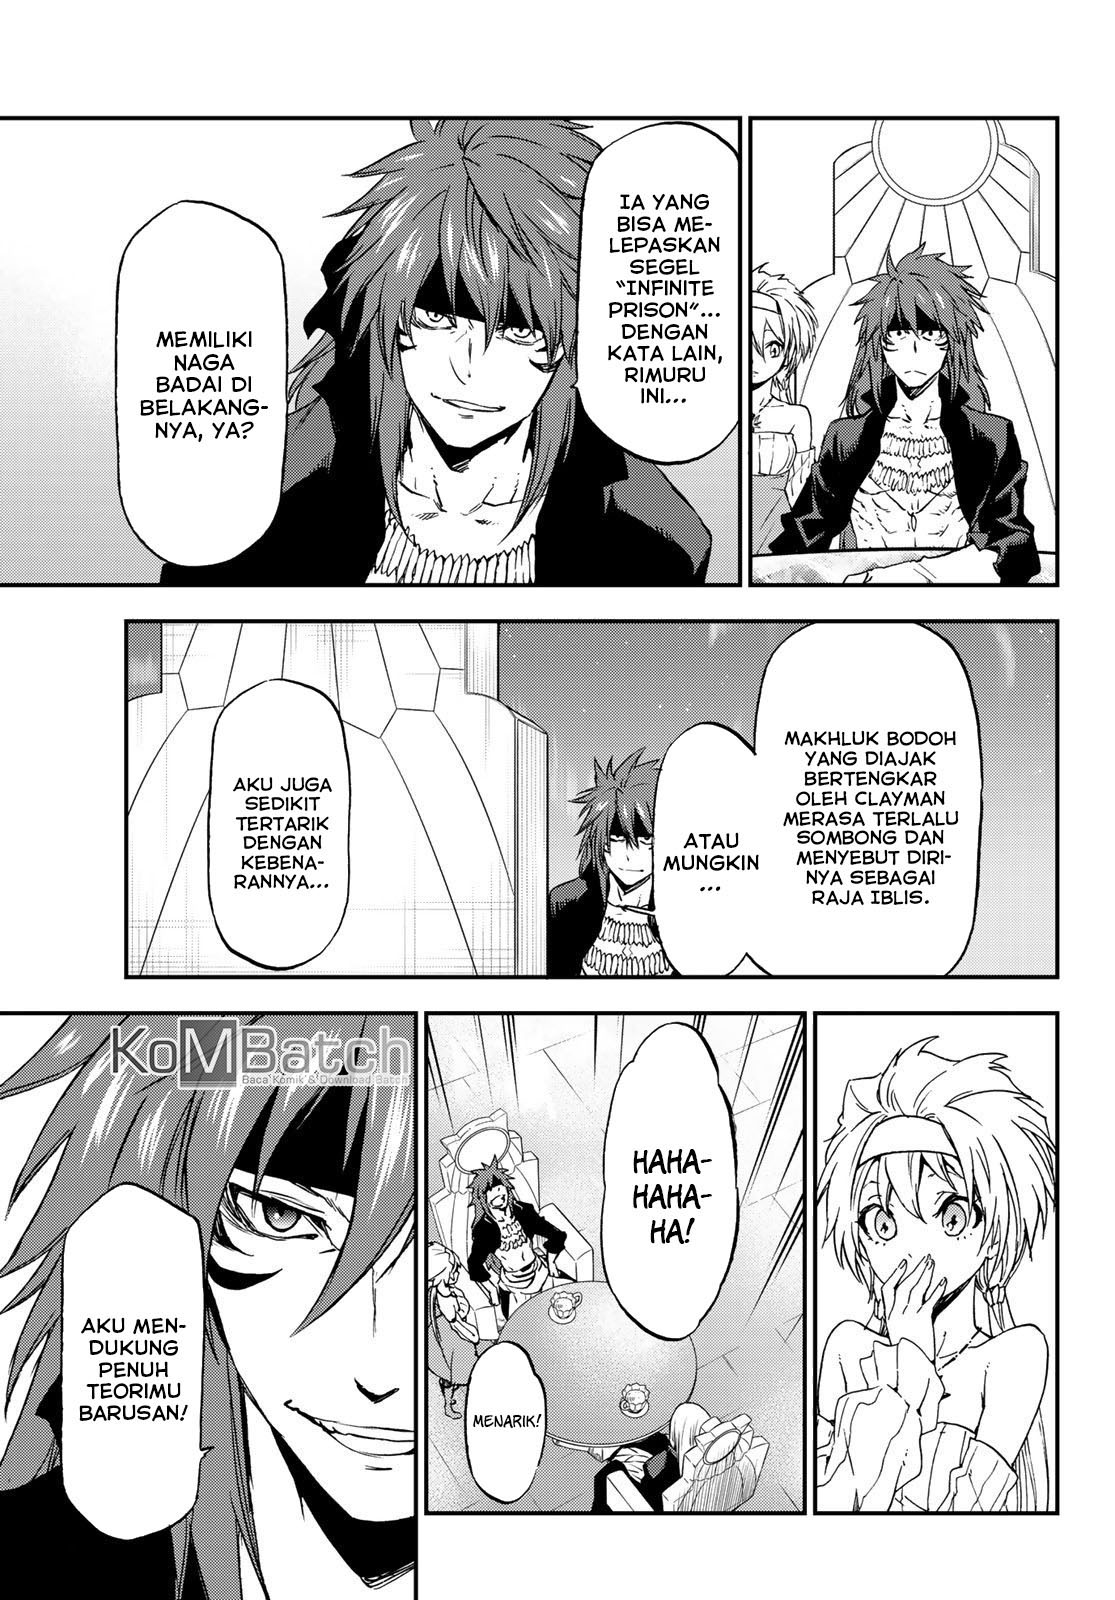 IA YANG
BISA ME-
LEPASKAN
SEGEL
"INFINITE
PRISON"...
DENGAN
KATA LAIN,
RIMURU
INI...
MEMILIKI
NAGA
BADAI DI
BELAKANG-
NYA, YA?
MAKHLUK BODOH
YANG DIAJAK
BERTENGKAR
OLEH CLAYMAN
MERASA TERLALU
SOMBONG DAN
MENYEBUT DIRI-
NYA SEBAGAI
RAJA IBLIS.
ATAU
MUNGKIN
...
AKU JUGA
SEDIKIT
TERTARIK
DENGAN
KEBENA-
RANNYA...
HAHA-
HAHA-
HA!
MENARIK!
KoMBatch
Baca Komik & Download Batch
AKU MEN-
DUKUNG
PENUH
TEORIMU
BARUSAN!